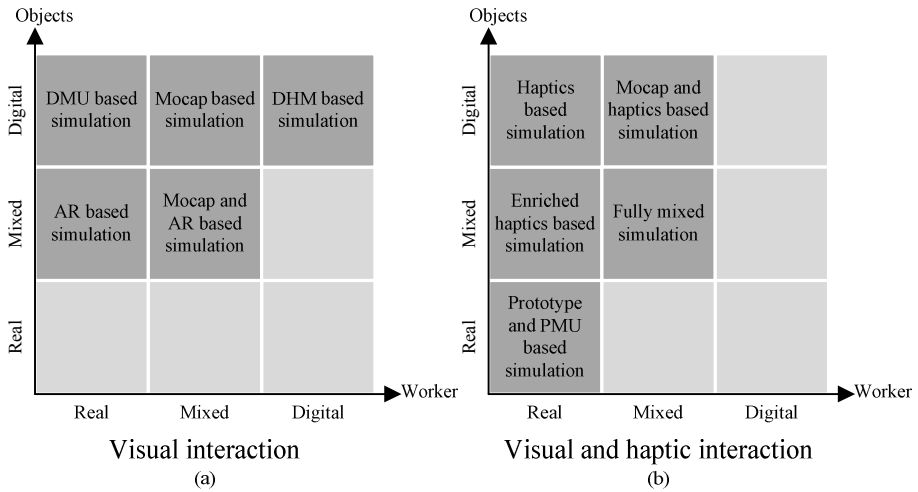 Objects
Digital
DMU based
simulation
Mocap based
simulation
DHM based
simulation
Mixed
AR based
simulation
Mocap and
AR based
simulation
Real
Worker
Real
Mixed
Digital
Visual interaction
(a)
Objects
Digital
Haptics
based
simulation
Mocap and
haptics based
simulation
Mixed
Enriched
haptics based
simulation
Fully mixed
simulation
Real
Prototype
and PMU
based
simulation
Worker
Real
Mixed
Digital
Visual and haptic interaction
(b)